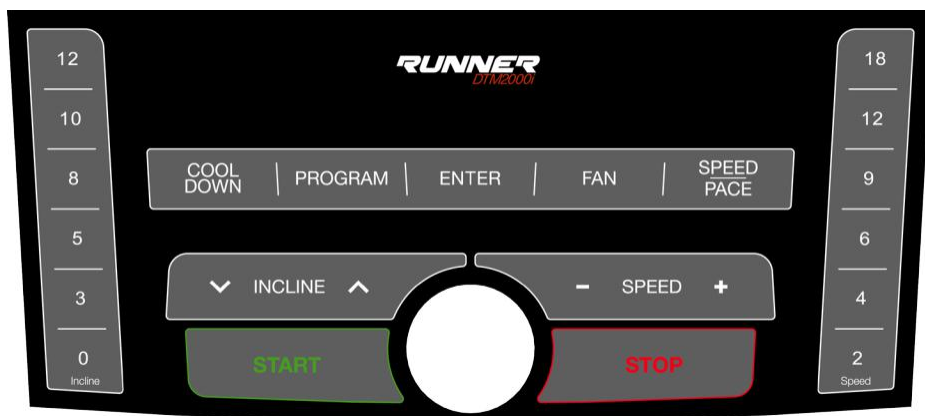 RUNNER
DTM2000i
12
10
8
5
3
0
Incline
COOL
DOWN
PROGRAM
ENTER
FAN
SPEED
PACE
INCLINE
- SPEED +
START
STOP
18
12
9
6
4
2
Speed